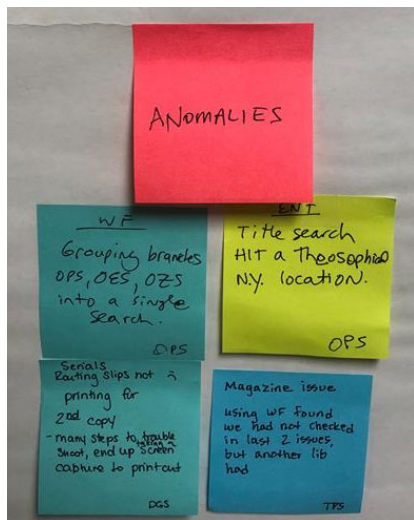 ANOMALIES
WF
Grouping branches
OPS, OES, OZS
into a single
search.
OPS
ENT
Title search
HIT a Theosophical
N.Y. location.
OPS
Serials
Routing Slips not
printing for
2nd copy
- many steps to trouble
shoot, end up taking a screen
capture to printout
DGS
Magazine issue
using WF found
we had not checked
in last 2 issues,
but another lib
had
TPS